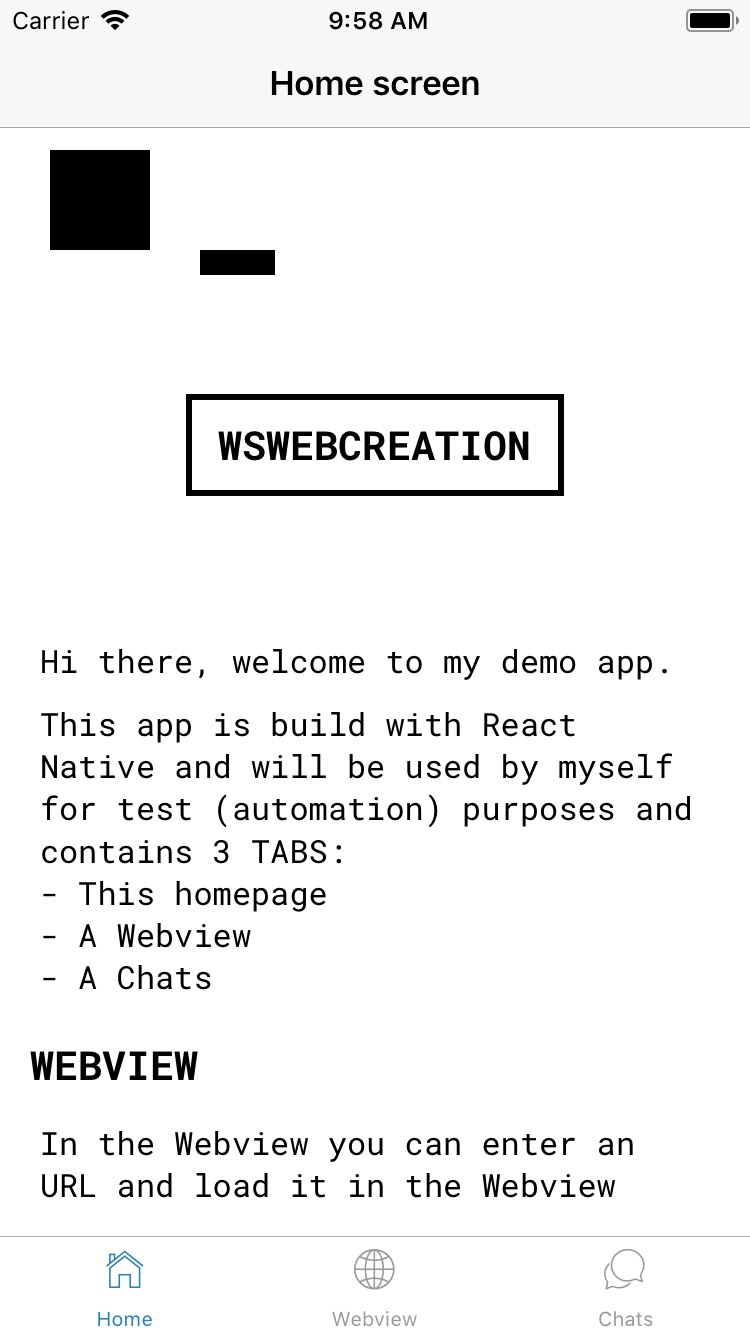 Carrier 9:58 AM
Home screen
WSWEBCREATION
Hi there, welcome to my demo app.
This app is build with React
Native and will be used by myself
for test (automation) purposes and
contains 3 TABS:
- This homepage
- A Webview
- A Chats
WEBVIEW
In the Webview you can enter an
URL and load it in the Webview
Home Webview Chats